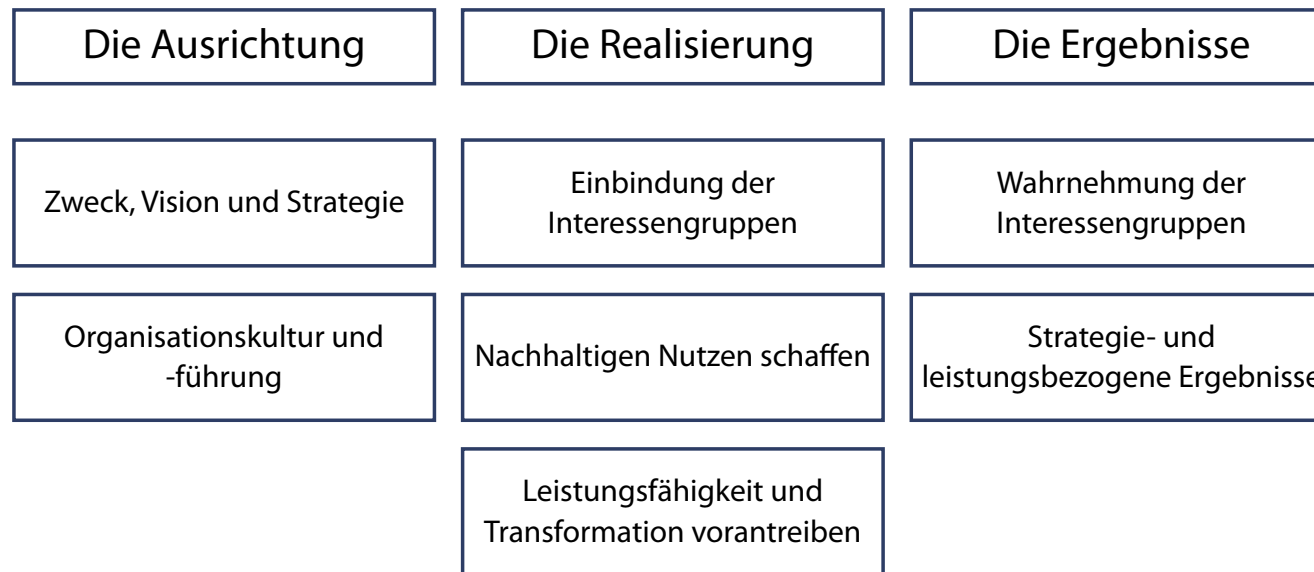 Die Ausrichtung
Die Realisierung
Die Ergebnisse
Zweck, Vision und Strategie
Einbindung der
Interessengruppen
Wahrnehmung der
Interessengruppen
Organisationskultur und
-führung
Nachhaltigen Nutzen schaffen
Strategie- und
leistungsbezogene Ergebnisse
Leistungsfähigkeit und
Transformation vorantreiben